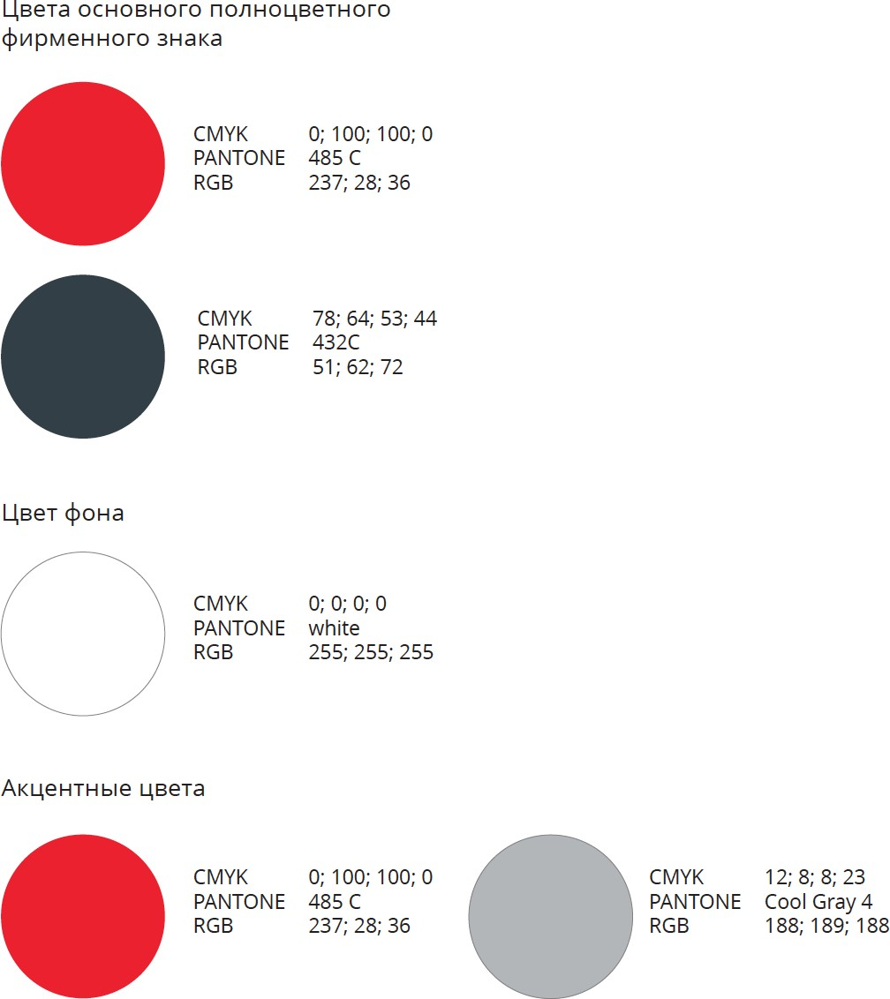 Цвета основного полноцветного
фирменного знака
CMYK 0; 100; 100; 0
PANTONE 485 C
RGB 237; 28; 36
CMYK 78; 64; 53; 44
PANTONE 432C
RGB 51; 62; 72
Цвет фона
CMYK 0; 0; 0; 0
PANTONE white
RGB 255; 255; 255
Акцентные цвета
CMYK 0; 100; 100; 0
PANTONE 485 C
RGB 237; 28; 36
CMYK 12; 8; 8; 23
PANTONE Cool Gray 4
RGB 188; 189; 188